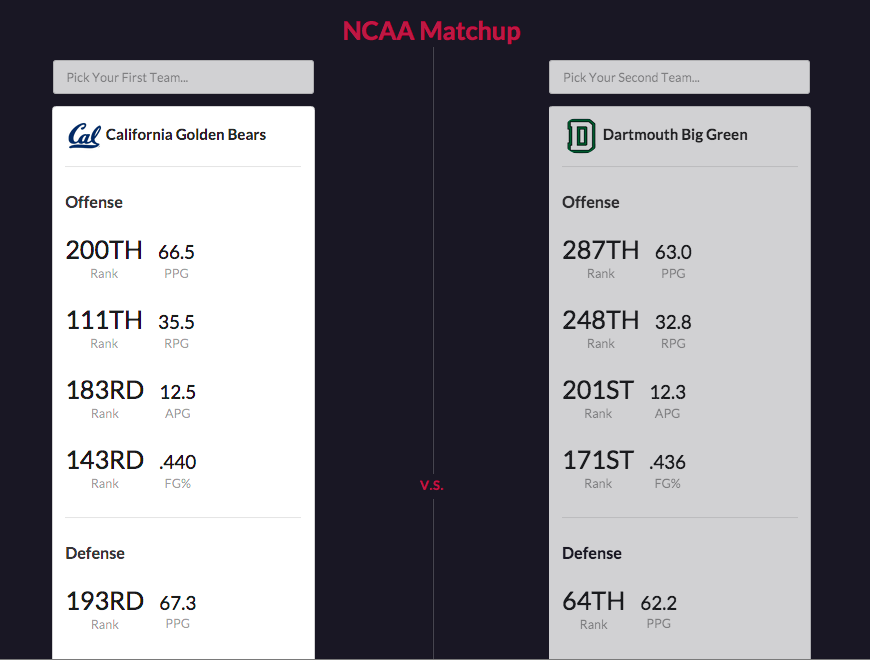 NCAA Matchup
Pick Your First Team...
Cal California Golden Bears
Offense
200TH 66.5
Rank PPG
111TH 35.5
Rank RPG
183RD 12.5
Rank APG
143RD .440
Rank FG%
Defense
193RD 67.3
Rank PPG
V.S.
Pick Your Second Team...
D Dartmouth Big Green
Offense
287TH 63.0
Rank PPG
248TH 32.8
Rank RPG
201ST 12.3
Rank APG
171ST .436
Rank FG%
Defense
64TH 62.2
Rank PPG